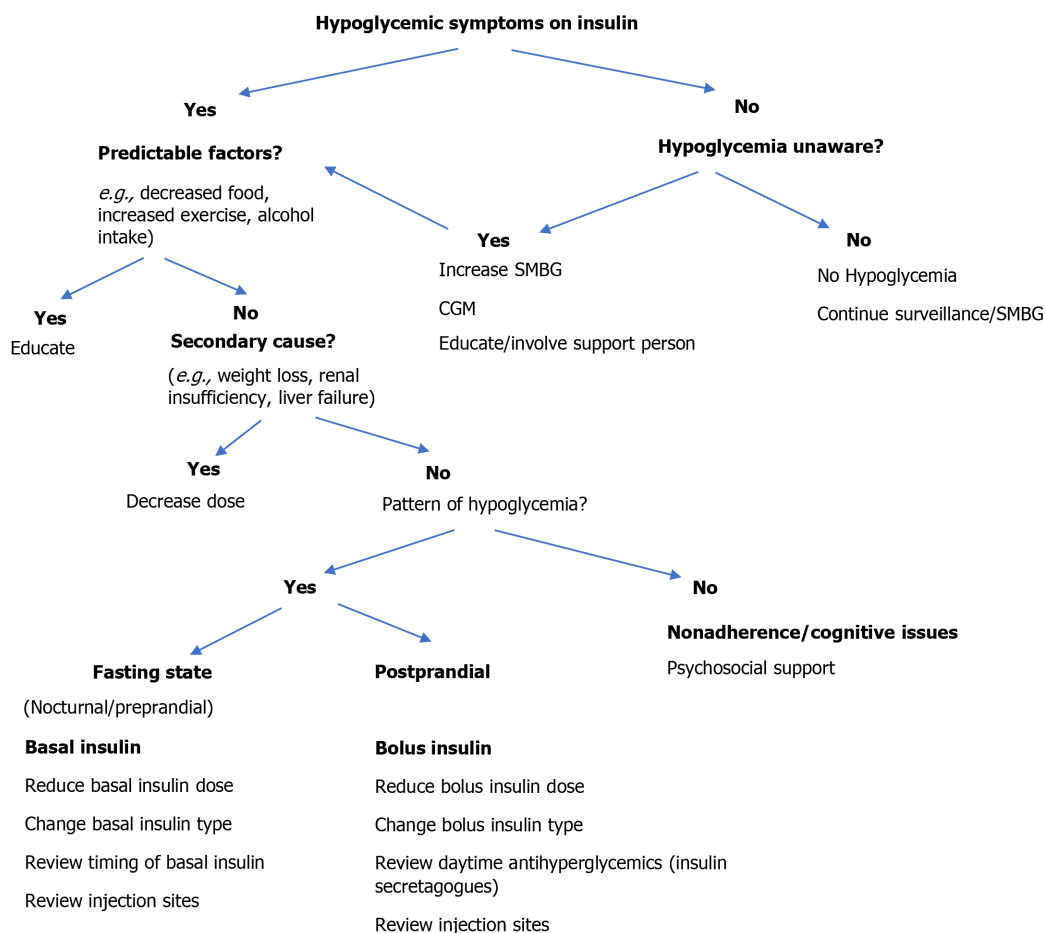 Hypoglycemic symptoms on insulin
Yes
No
Predictable factors?
Hypoglycemia unaware?
e.g., decreased food,
increased exercise, alcohol
intake)
Yes
Increase SMBG
CGM
Educate/involve support person
No
No Hypoglycemia
Continue surveillance/SMBG
Yes
Educate
No
Secondary cause?
(e.g., weight loss, renal
insufficiency, liver failure)
Yes
Decrease dose
No
Pattern of hypoglycemia?
Yes
No
Nonadherence/cognitive issues
Psychosocial support
Fasting state
(Nocturnal/preprandial)
Basal insulin
Reduce basal insulin dose
Change basal insulin type
Review timing of basal insulin
Review injection sites
Postprandial
Bolus insulin
Reduce bolus insulin dose
Change bolus insulin type
Review daytime antihyperglycemics (insulin
secretagogues)
Review injection sites